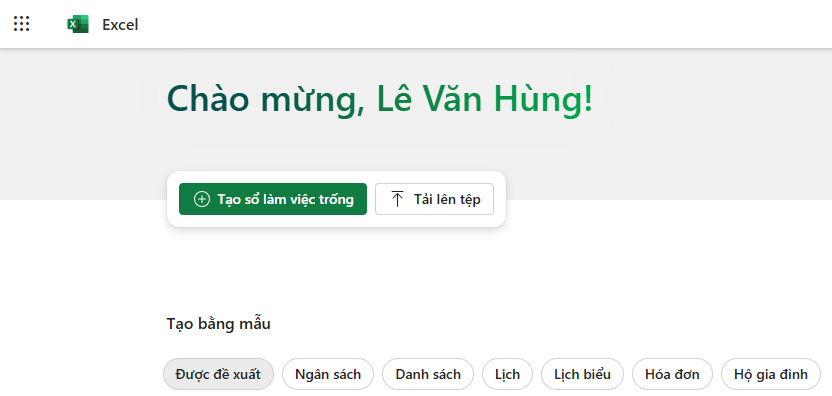 Excel
Chào mừng, Lê Văn Hùng!
Tạo sổ làm việc trống Tải lên tệp
Tạo bằng mẫu
Được đề xuất Ngân sách Danh sách Lịch Lịch biểu Hóa đơn Hộ gia đình